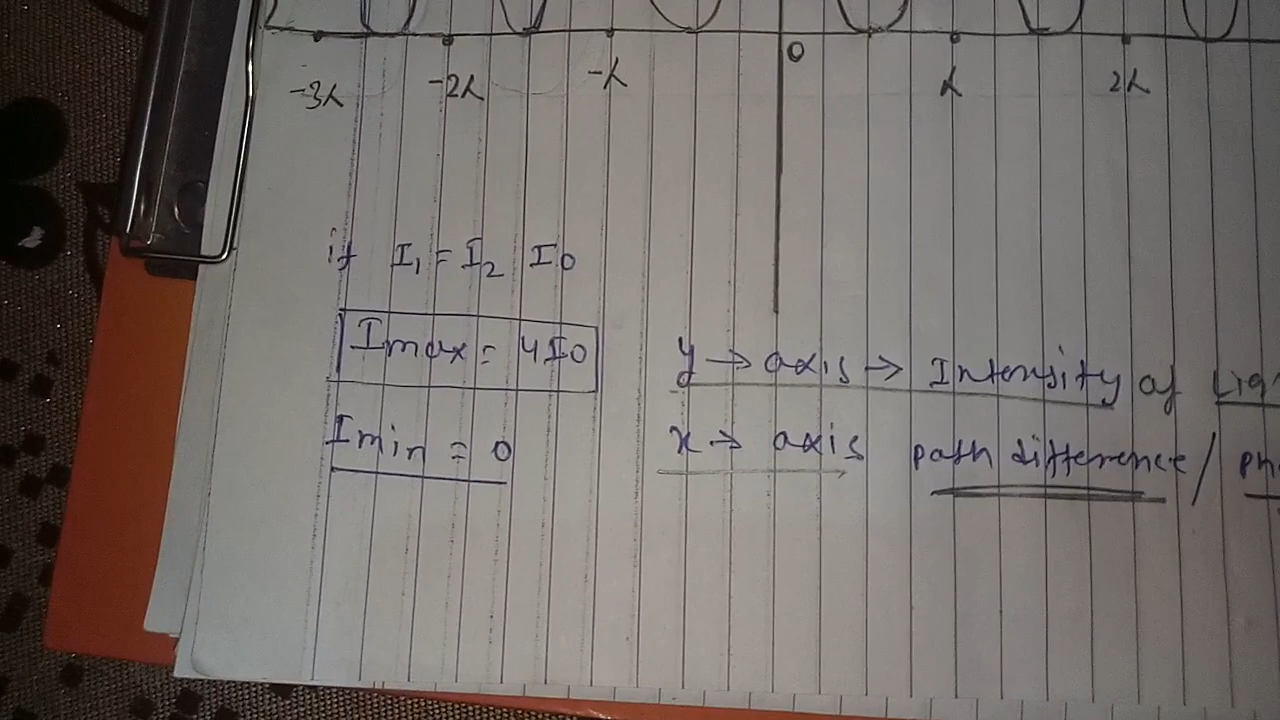 -3λ -2λ -λ 0 λ 2λ
if I₁ = I₂ I0
Imax = 4I0
Imin = 0
y → axis → Intensity of
x → axis path difference /